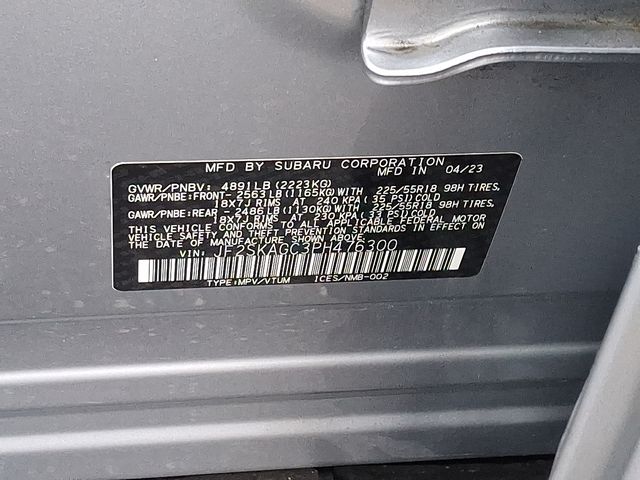 MFD BY SUBARU CORPORATION
MFD IN 04/23
GVWR/PNBV: 4891LB (2223KG)
GAWR/PNBE:FRONT- 2563LB (1165KG)WITH 225/55R18 98H TIRES,
18X7J RIMS AT 240 KPA(35 PSI)COLD
GAWR/PNBE:REAR - 2486LB (1130KG)WITH 225/55R18 98H TIRES,
18X7J RIMS AT 230 KPA(33 PSI)COLD
THIS VEHICLE CONFORMS TO ALL APPLICABLE FEDERAL MOTOR
VEHICLE SAFETY AND THEFT PREVENTION STANDARDS IN EFFECT
ON THE DATE OF MANUFACTURE SHOWN ABOVE.
VIN: JF2SKAGC3PH476300
TYPE:MPV/VTUM ICES/NMB-002